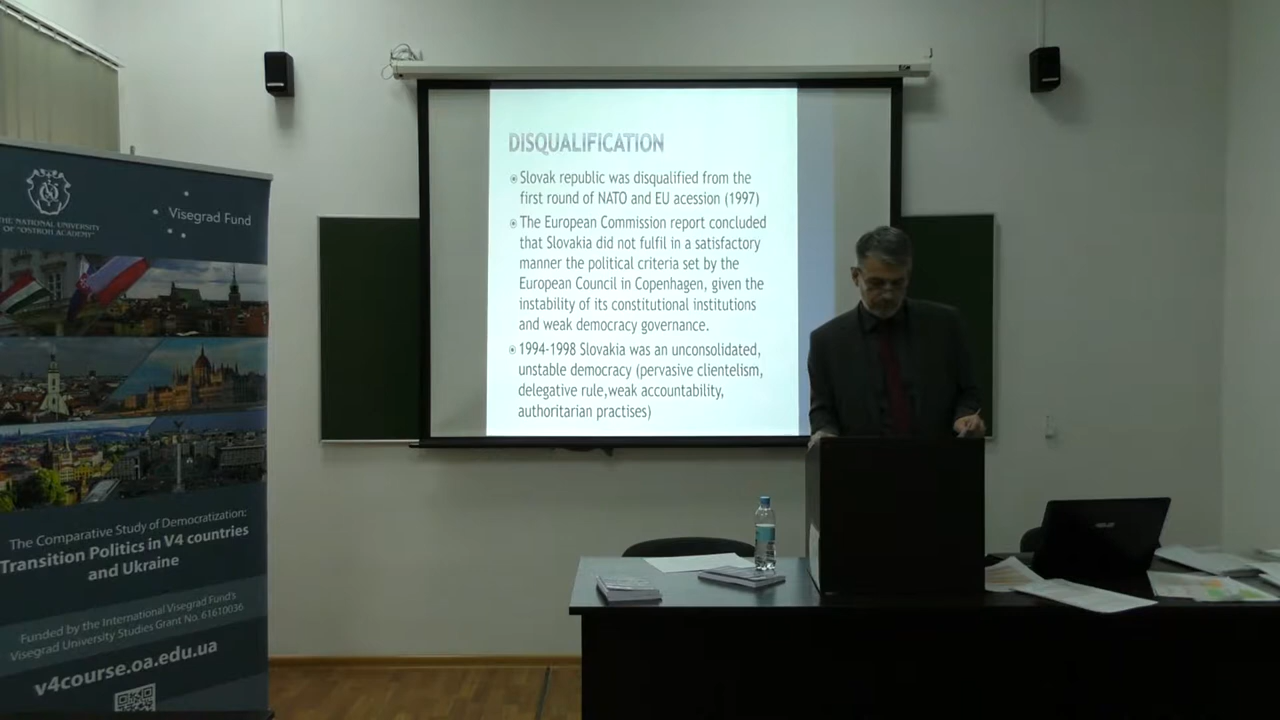 THE NATIONAL UNIVERSITY
OF "OSTROH ACADEMY"
Visegrad Fund
The Comparative Study of Democratization:
Transition Politics in V4 countries
and Ukraine
Funded by the International Visegrad Fund's
Visegrad University Studies Grant No. 61610036
v4course.oa.edu.ua
DISQUALIFICATION
Slovak republic was disqualified from the
first round of NATO and EU acession (1997)
The European Commission report concluded
that Slovakia did not fulfil in a satisfactory
manner the political criteria set by the
European Council in Copenhagen, given the
instability of its constitutional institutions
and weak democracy governance.
1994-1998 Slovakia was an unconsolidated,
unstable democracy (pervasive clientelism,
delegative rule,weak accountability,
authoritarian practises)
ASUS